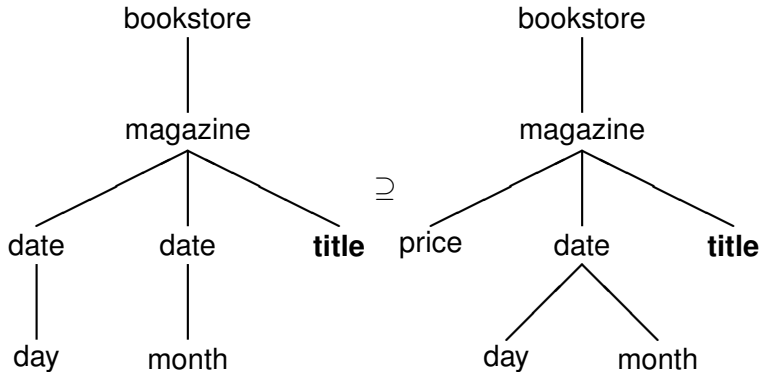 bookstore bookstore
magazine magazine
⊇
date date title price date title
day month day month